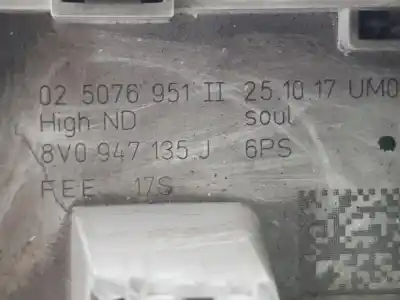 02 5076 951 II 25.10.17 UM0
High ND soul
8V0 947 135 J 6PS
FEE 17S